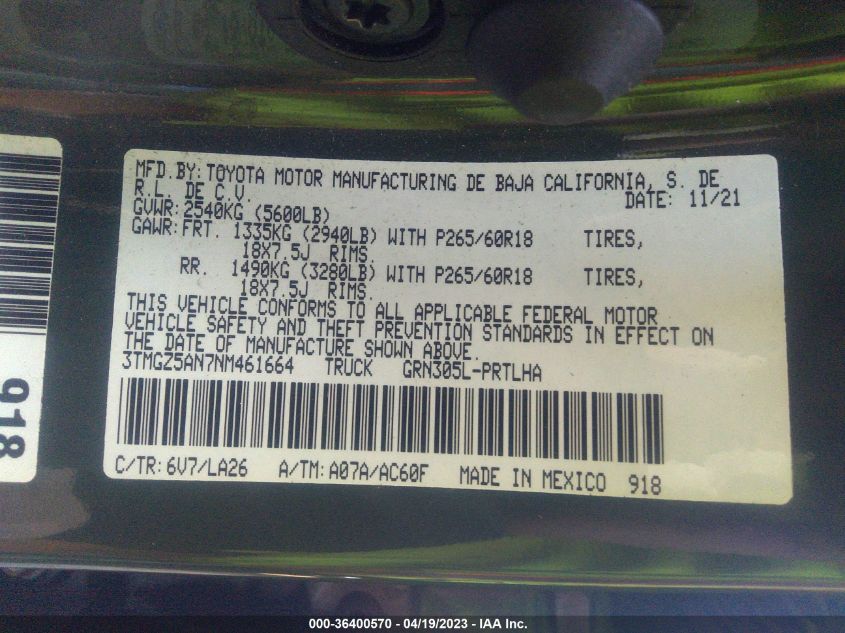 MFD.BY: TOYOTA MOTOR MANUFACTURING DE BAJA CALIFORNIA, S. DE
R.L. DE C.V. DATE: 11/21
GVWR: 2540KG (5600LB)
GAWR: FRT. 1335KG (2940LB) WITH P265/60R18 TIRES,
18X7.5J RIMS.
RR. 1490KG (3280LB) WITH P265/60R18 TIRES,
18X7.5J RIMS.
THIS VEHICLE CONFORMS TO ALL APPLICABLE FEDERAL MOTOR
VEHICLE SAFETY AND THEFT PREVENTION STANDARDS IN EFFECT ON
THE DATE OF MANUFACTURE SHOWN ABOVE.
3TMGZ5AN7NM461664 TRUCK GRN305L-PRTLHA
C/TR: 6V7/LA26 A/TM: A07A/AC60F MADE IN MEXICO 918
918
000-36400570 - 04/19/2023 - IAA Inc.